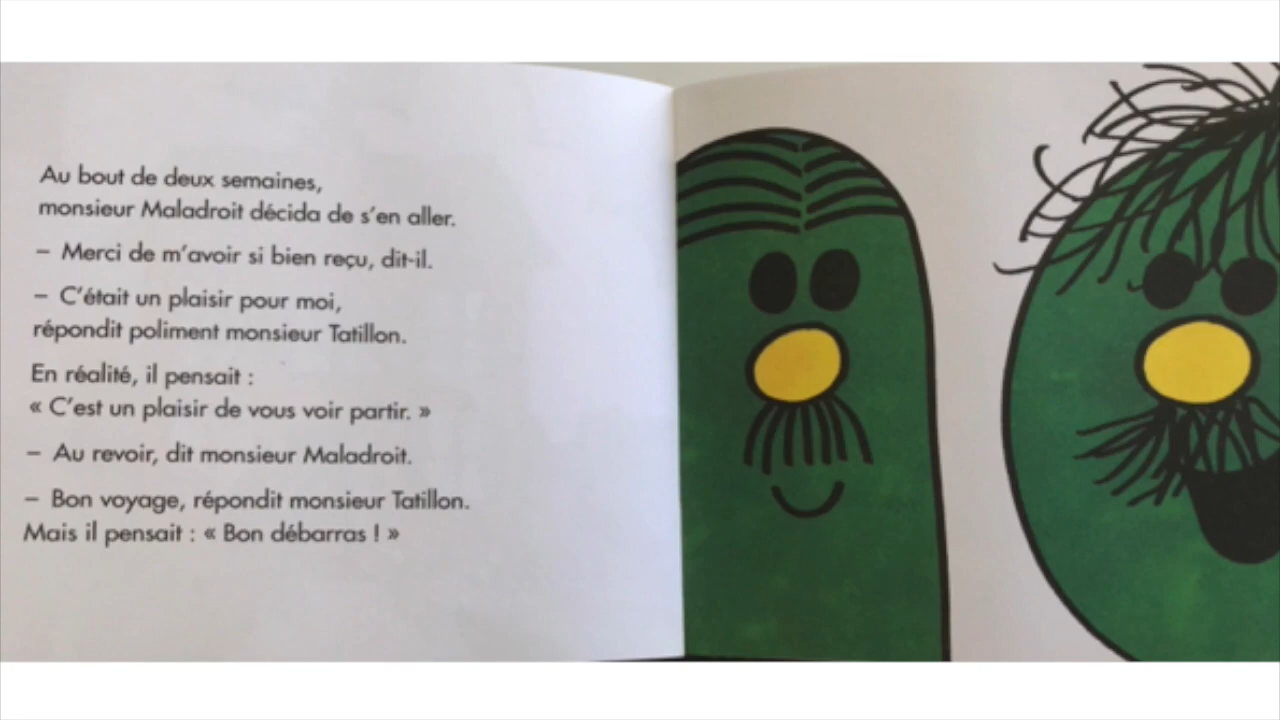 Au bout de deux semaines,
monsieur Maladroit décida de s'en aller.
– Merci de m'avoir si bien reçu, dit-il.
– C'était un plaisir pour moi,
répondit poliment monsieur Tatillon.
En réalité, il pensait :
« C'est un plaisir de vous voir partir. »
– Au revoir, dit monsieur Maladroit.
– Bon voyage, répondit monsieur Tatillon.
Mais il pensait : « Bon débarras ! »